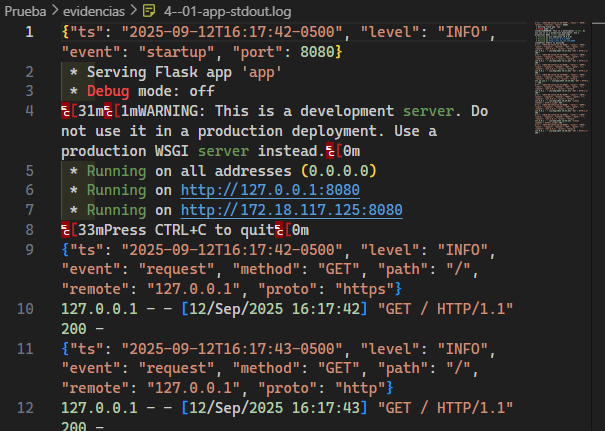 Prueba > evidencias > 4--01-app-stdout.log
1 {"ts": "2025-09-12T16:17:42-0500", "level": "INFO",
"event": "startup", "port": 8080}
2 * Serving Flask app 'app'
3 * Debug mode: off
4 ␛[31m␛[1mWARNING: This is a development server. Do
not use it in a production deployment. Use a
production WSGI server instead.␛[0m
5 * Running on all addresses (0.0.0.0)
6 * Running on http://127.0.0.1:8080
7 * Running on http://172.18.117.125:8080
8 ␛[33mPress CTRL+C to quit␛[0m
9 {"ts": "2025-09-12T16:17:42-0500", "level": "INFO",
"event": "request", "method": "GET", "path": "/",
"remote": "127.0.0.1", "proto": "https"}
10 127.0.0.1 - - [12/Sep/2025 16:17:42] "GET / HTTP/1.1"
200 -
11 {"ts": "2025-09-12T16:17:43-0500", "level": "INFO",
"event": "request", "method": "GET", "path": "/",
"remote": "127.0.0.1", "proto": "http"}
12 127.0.0.1 - - [12/Sep/2025 16:17:43] "GET / HTTP/1.1"
200 -